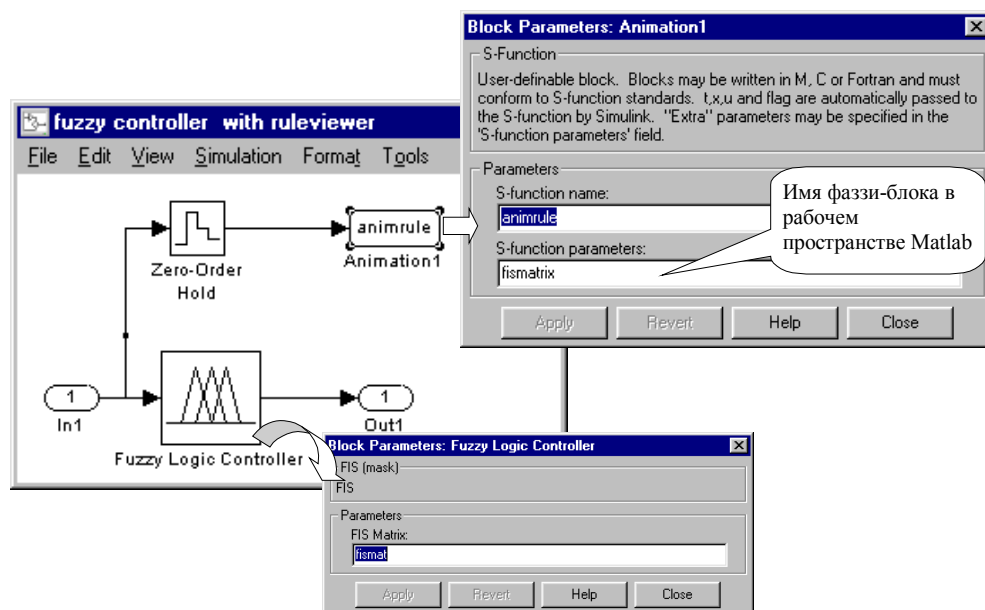 Block Parameters: Animation1
S-Function
User-definable block. Blocks may be written in M, C or Fortran and must
conform to S-function standards. t,x,u and flag are automatically passed to
the S-function by Simulink. "Extra" parameters may be specified in the
'S-function parameters' field.
Parameters
S-function name:
animrule
S-function parameters:
fismatrix
Имя фаззи-блока в
рабочем
пространстве Matlab
Apply Revert Help Close
fuzzy controller with ruleviewer
File Edit View Simulation Format Tools
Zero-Order
Hold
animrule
Animation1
1
In1
Fuzzy Logic Controller
1
Out1
Block Parameters: Fuzzy Logic Controller
FIS (mask)
FIS
Parameters
FIS Matrix:
fismat
Apply Revert Help Close